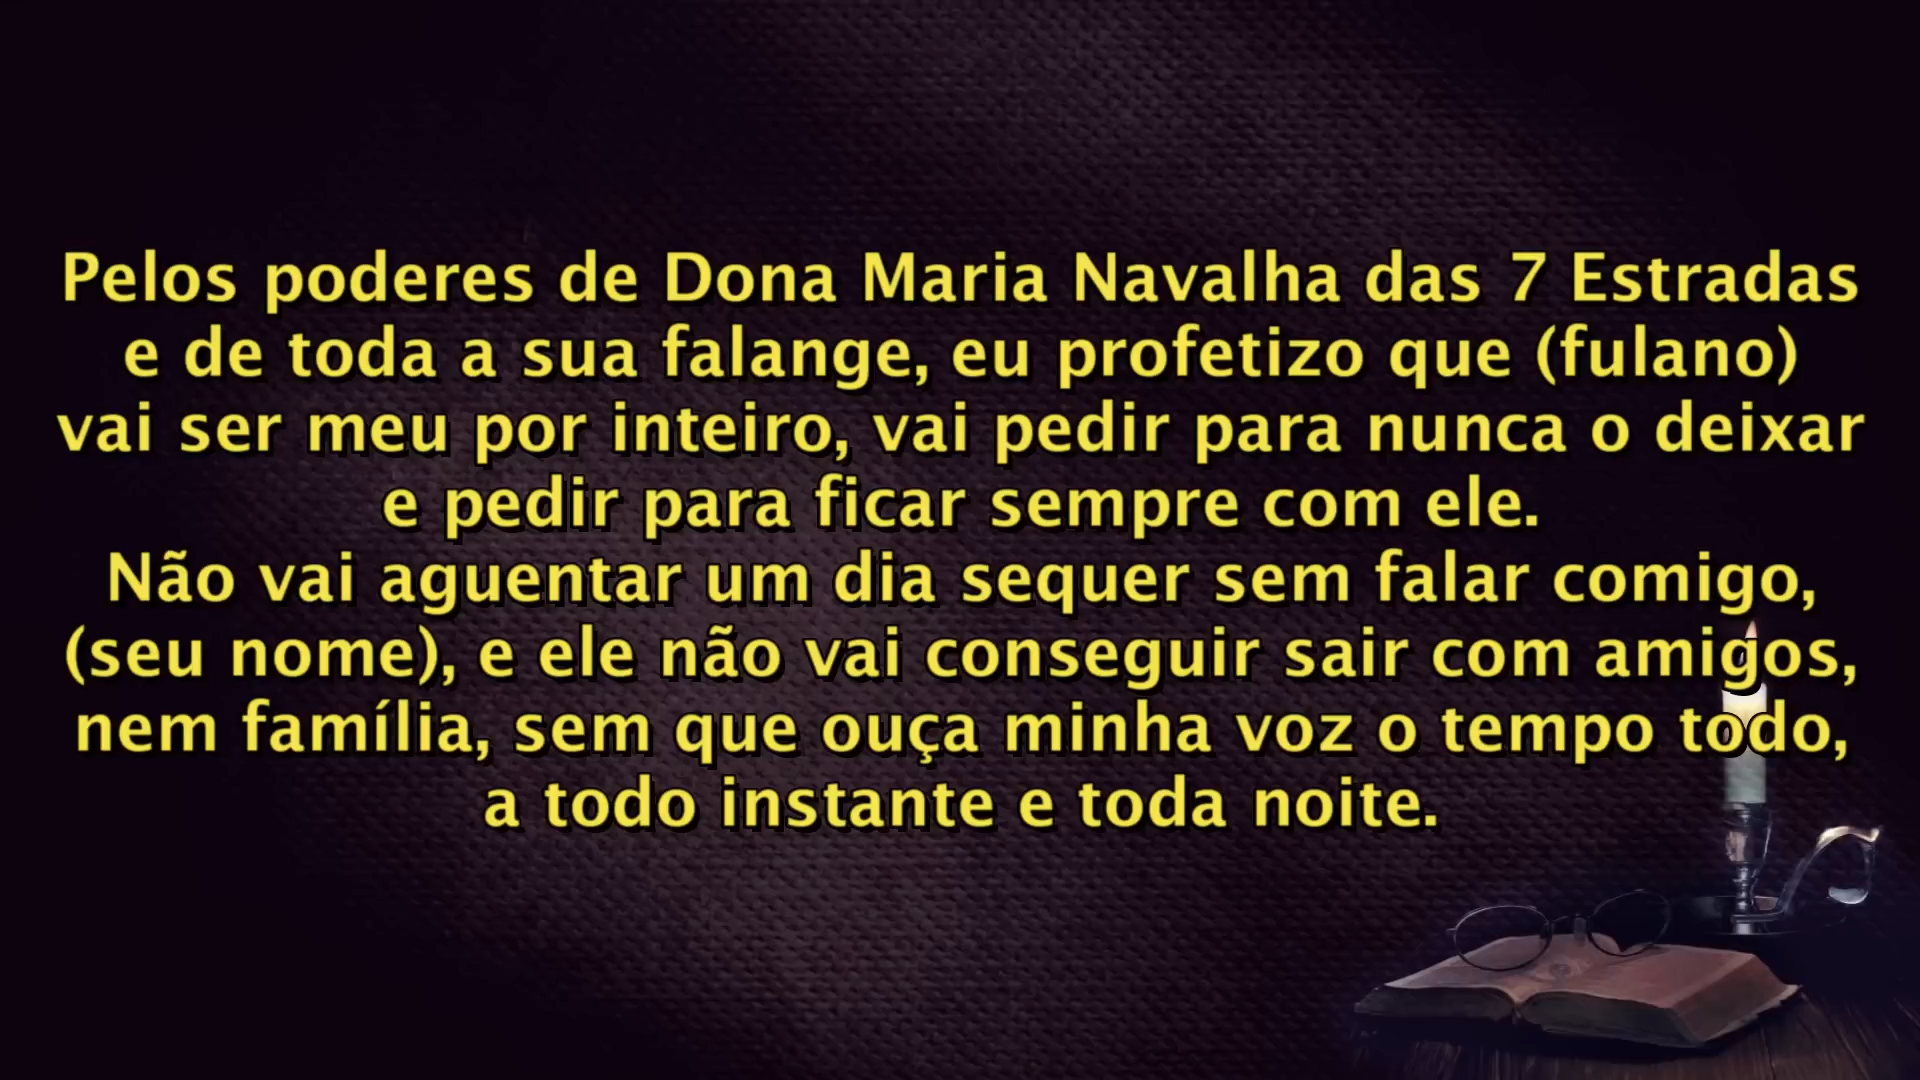 Pelos poderes de Dona Maria Navalha das 7 Estradas
e de toda a sua falange, eu profetizo que (fulano)
vai ser meu por inteiro, vai pedir para nunca o deixar
e pedir para ficar sempre com ele.
Não vai aguentar um dia sequer sem falar comigo,
(seu nome), e ele não vai conseguir sair com amigos,
nem família, sem que ouça minha voz o tempo todo,
a todo instante e toda noite.